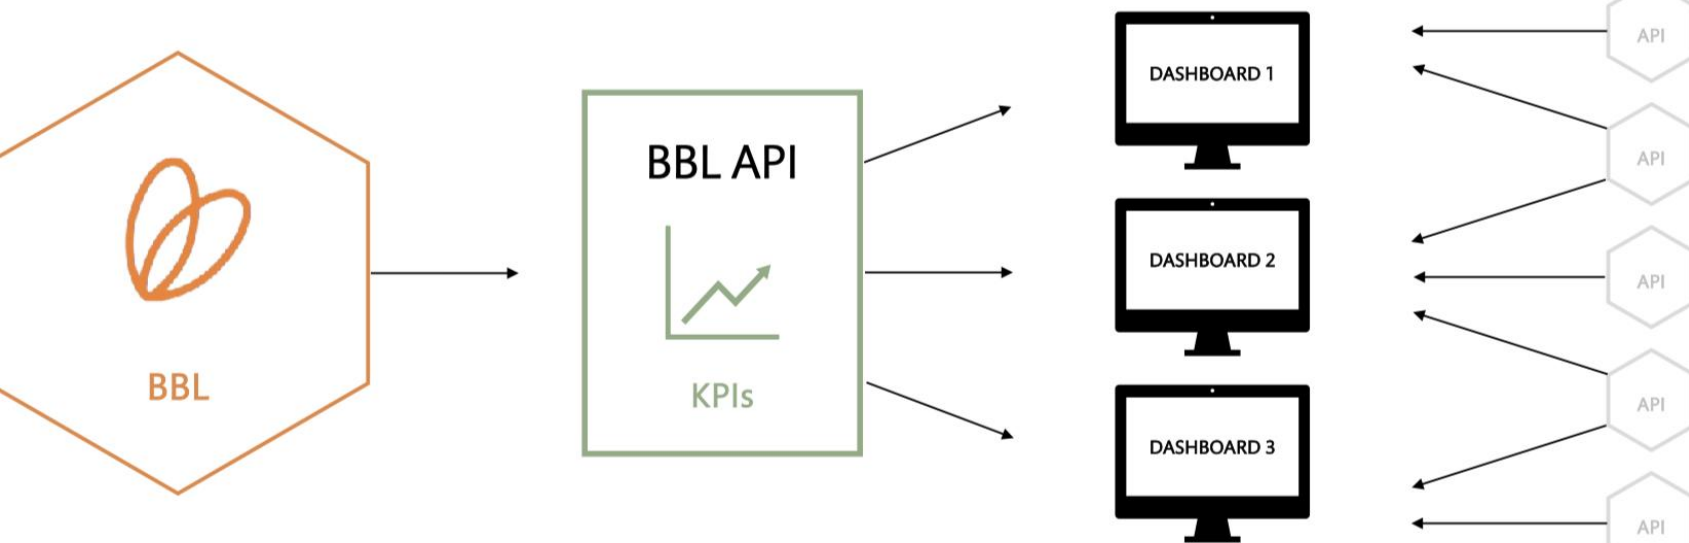 BBL
BBL API
KPIs
DASHBOARD 1
DASHBOARD 2
DASHBOARD 3
API
API
API
API
API